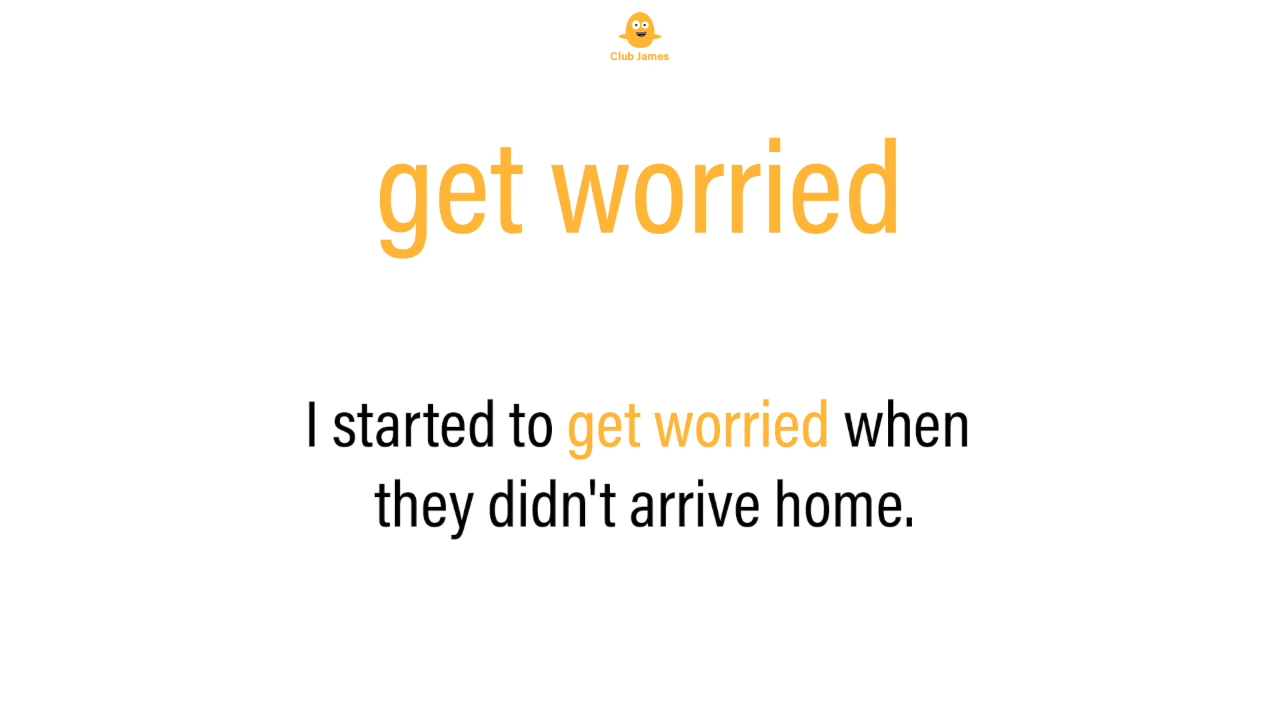 Club James
get worried
I started to get worried when
they didn't arrive home.